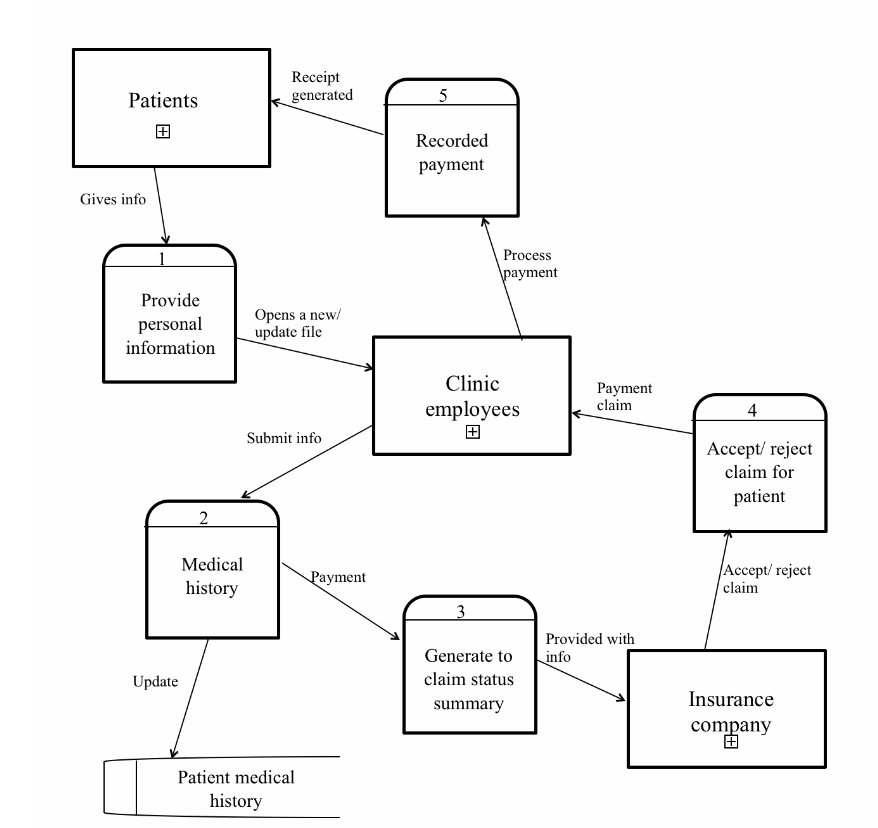 Patients
Receipt
generated
5
Recorded
payment
Gives info
1
Provide
personal
information
Opens a new/
update file
Process
payment
Clinic
employees
Payment
claim
4
Accept/ reject
claim for
patient
Submit info
2
Medical
history
Payment
Accept/ reject
claim
3
Generate to
claim status
summary
Provided with
info
Insurance
company
Update
Patient medical
history